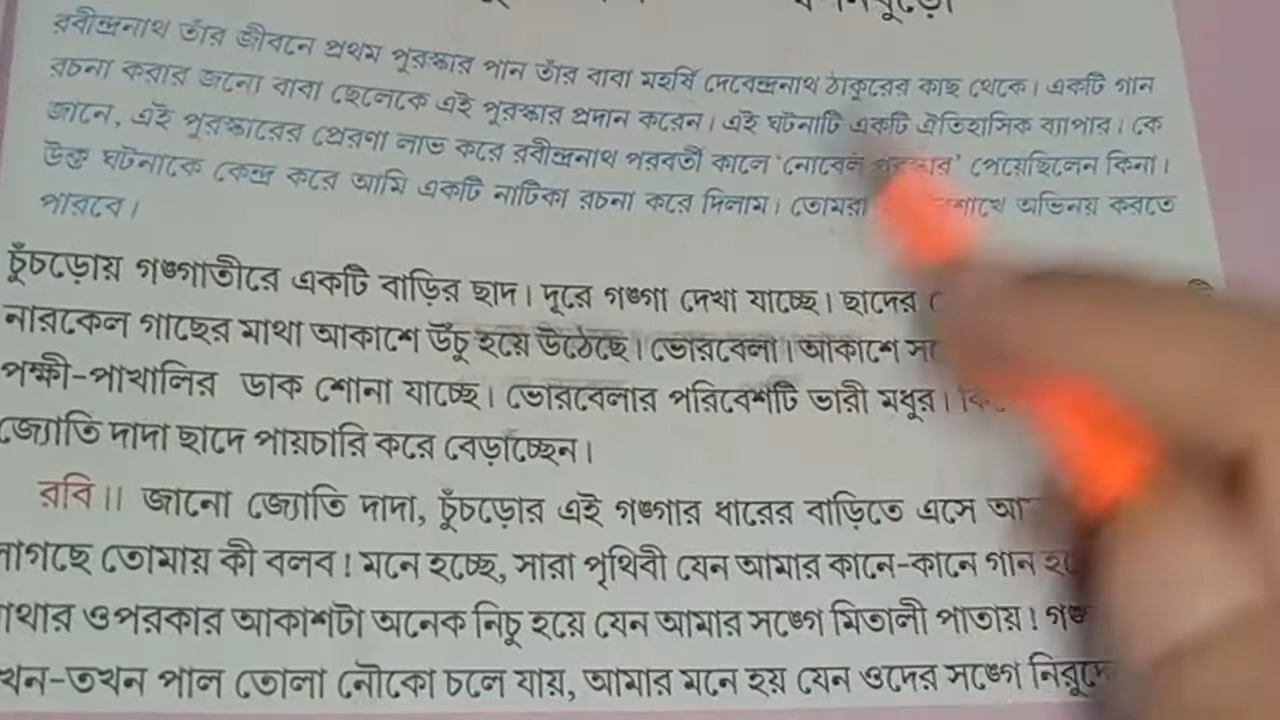 রবীন্দ্রনাথ তাঁর জীবনে প্রথম পুরস্কার পান তাঁর বাবা মহর্ষি দেবেন্দ্রনাথ ঠাকুরের কাছ থেকে। একটি গান
রচনা করার জন্যে বাবা ছেলেকে এই পুরস্কার প্রদান করেন। এই ঘটনাটি একটি ঐতিহাসিক ব্যাপার। কে
জানে, এই পুরস্কারের প্রেরণা লাভ করে রবীন্দ্রনাথ পরবর্তী কালে 'নোবেল পুরস্কার' পেয়েছিলেন কিনা।
উক্ত ঘটনাকে কেন্দ্র করে আমি একটি নাটিকা রচনা করে দিলাম। তোমরা অভিনয় করতে
পারবে।
চুঁচড়োয় গঙ্গাতীরে একটি বাড়ির ছাদ। দূরে গঙ্গা দেখা যাচ্ছে। ছাদের
নারকেল গাছের মাথা আকাশে উঁচু হয়ে উঠেছে। ভোরবেলা। আকাশে
পক্ষী-পাখালির ডাক শোনা যাচ্ছে। ভোরবেলার পরিবেশটি ভারী মধুর।
জ্যোতি দাদা ছাদে পায়চারি করে বেড়াচ্ছেন।
রবি।। জানো জ্যোতি দাদা, চুঁচড়োর এই গঙ্গার ধারের বাড়িতে এসে
তোমায় কী বলব! মনে হচ্ছে, সারা পৃথিবী যেন আমার কানে-কানে গান
ওপরকার আকাশটা অনেক নিচু হয়ে যেন আমার সঙ্গে মিতালী পাতায়!
পাল তোলা নৌকো চলে যায়, আমার মনে হয় যেন ওদের সঙ্গে